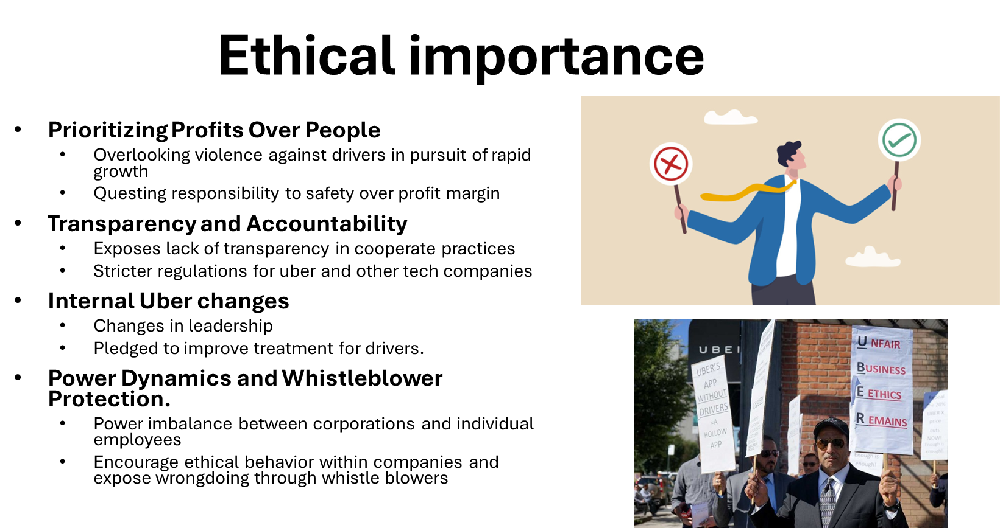 Ethical importance
• Prioritizing Profits Over People
• Overlooking violence against drivers in pursuit of rapid
growth
• Questing responsibility to safety over profit margin
• Transparency and Accountability
• Exposes lack of transparency in cooperate practices
• Stricter regulations for uber and other tech companies
• Internal Uber changes
• Changes in leadership
• Pledged to improve treatment for drivers.
• Power Dynamics and Whistleblower
Protection.
• Power imbalance between corporations and individual
employees
• Encourage ethical behavior within companies and
expose wrongdoing through whistle blowers
UBE
UBER'S
APP
WITHOUT
DRIVERS
=A
HOLLOW
APP
U NFAIR
BUSINESS
E ETHICS
R EMAINS
Repeal
the 20%
UBER X
price
cuts
NOW!
Enough is
enough!
Enough is
enough!